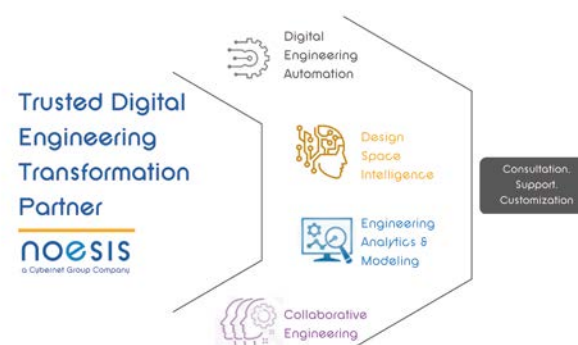 Trusted Digital
Engineering
Transformation
Partner
noesis
a Cybernet Group Company
Digital
Engineering
Automation
Design
Space
Intelligence
Engineering
Analytics &
Modeling
Collaborative
Engineering
Consultation.
Support.
Customization